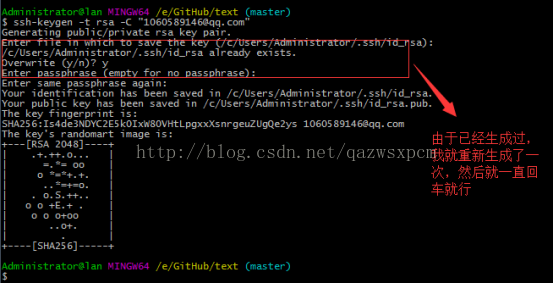 Administrator@lan MINGW64 /e/GitHub/text (master)
$ ssh-keygen -t rsa -C "1060589146@qq.com"
Generating public/private rsa key pair.
Enter file in which to save the key (/c/Users/Administrator/.ssh/id_rsa):
/c/Users/Administrator/.ssh/id_rsa already exists.
Overwrite (y/n)? y
Enter passphrase (empty for no passphrase):
Enter same passphrase again:
Your identification has been saved in /c/Users/Administrator/.ssh/id_rsa.
Your public key has been saved in /c/Users/Administrator/.ssh/id_rsa.pub.
The key fingerprint is:
SHA256:Is4de3NDYC2E5kOIxW8OVHtLpgxxXsnrgeuZUgQe2ys 1060589146@qq.com
The key's randomart image is:
+---[RSA 2048]----+
| .+.++.o... |
| =.*= oo |
| o *=*+.+. |
| ..*=+=o. |
| . o.S.++.. |
| o o +E.+ . |
| o o o+oo |
| ..o+. |
| . |
+----[SHA256]-----+
http://blog.csdn.net/qazwsxpcm
由于已经生成过,
我就重新生成了一
次，然后就一直回
车就行
Administrator@lan MINGW64 /e/GitHub/text (master)
$